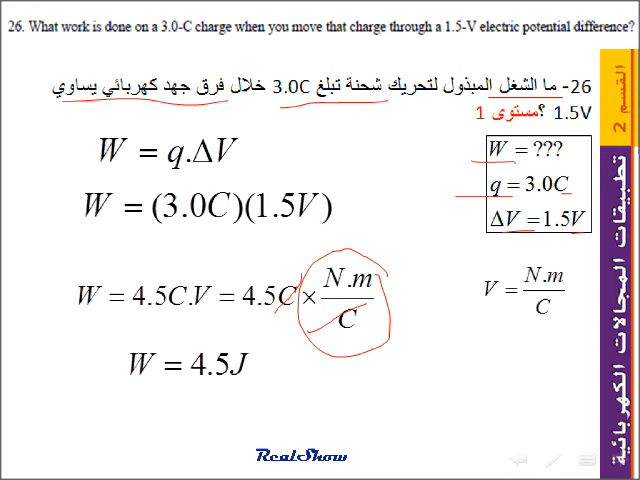 26. What work is done on a 3.0-C charge when you move that charge through a 1.5-V electric potential difference?
26- ما الشغل المبذول لتحريك شحنة تبلغ 3.0C خلال فرق جهد كهربائي يساوي
1.5V ؟مستوى 1
W = q.ΔV
W = ???
q = 3.0C
ΔV = 1.5V
W = (3.0C)(1.5V)
W = 4.5C.V = 4.5C × N.m / C
V = N.m / C
W = 4.5J
القسم 2
تطبيقات المجالات الكهربائية
RealShow